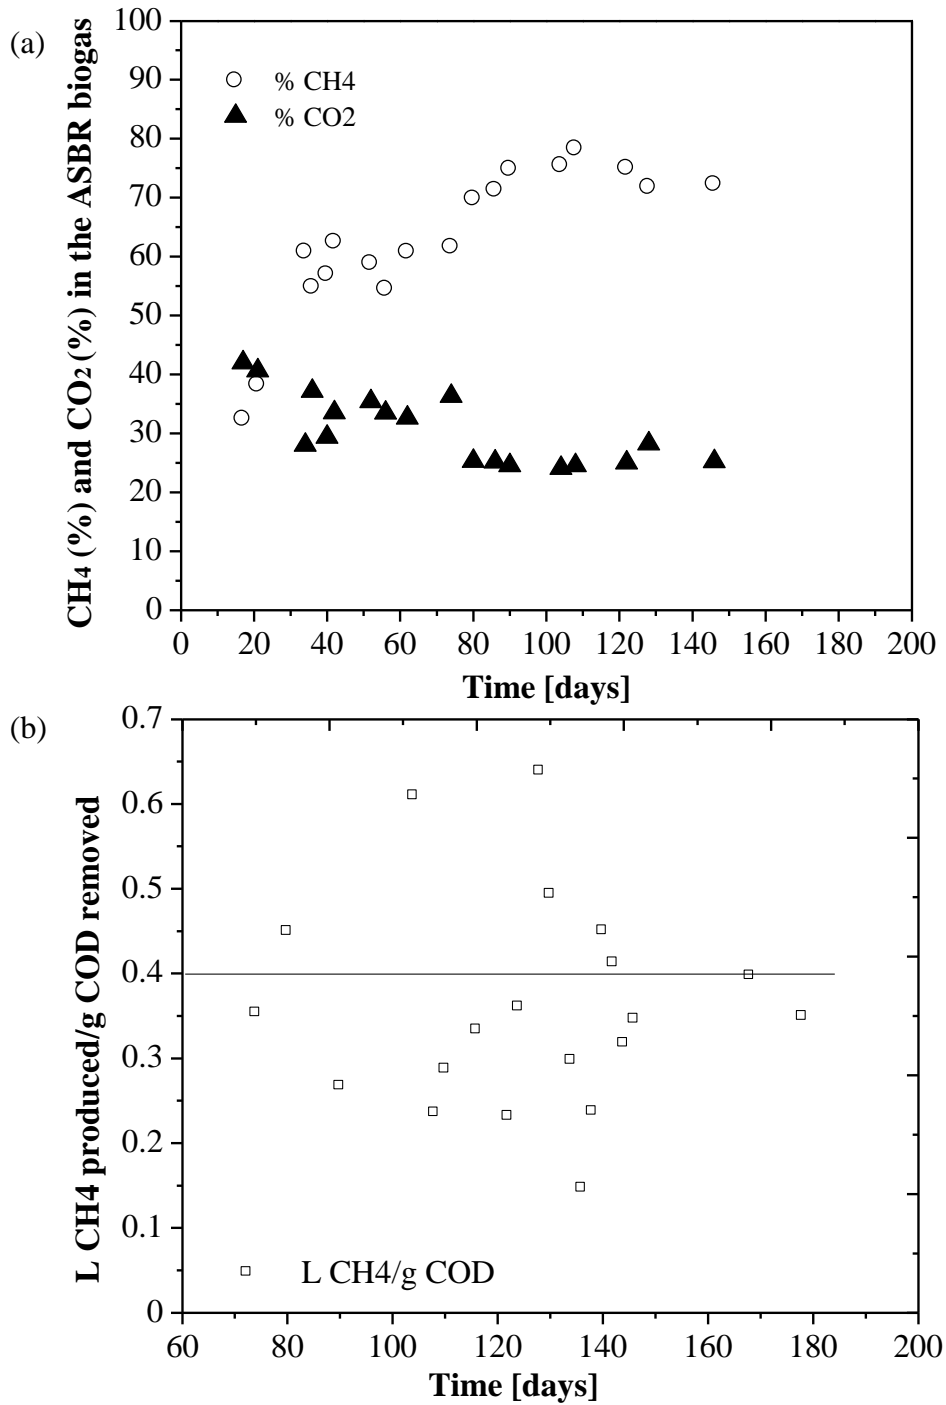 (a)
CH4 (%) and CO2 (%) in the ASBR biogas
100
90
80
70
60
50
40
30
20
10
0
% CH4
% CO2
0 20 40 60 80 100 120 140 160 180 200
Time [days]
(b)
L CH4 produced/g COD removed
0.7
0.6
0.5
0.4
0.3
0.2
0.1
0
L CH4/g COD
60 80 100 120 140 160 180 200
Time [days]